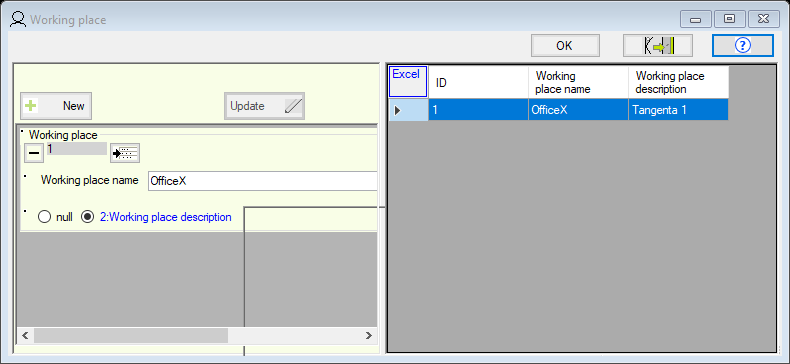 Working place
OK
?
New
Update
Working place
1
Working place name
OfficeX
null
2:Working place description
Excel
ID
Working
place name
Working place
description
1
OfficeX
Tangenta 1